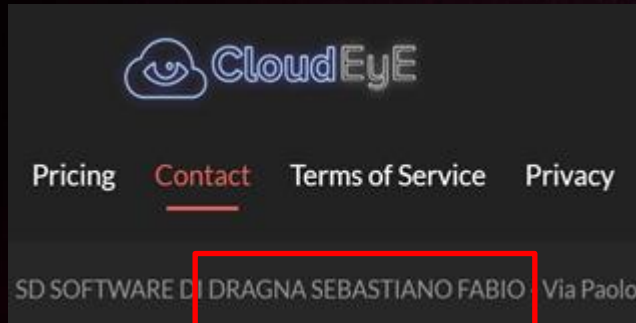 CloudEyE
Pricing Contact Terms of Service Privacy
SD SOFTWARE DI DRAGNA SEBASTIANO FABIO - Via Paolo